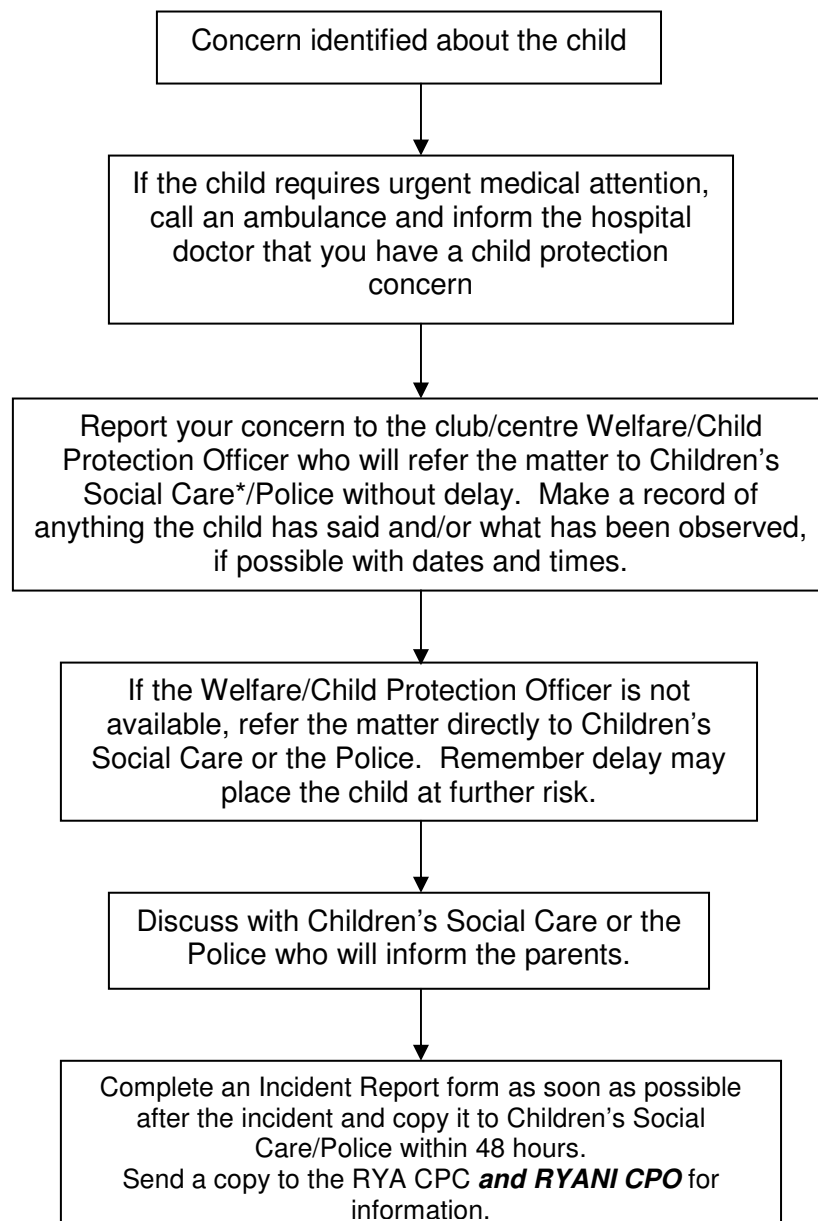 Concern identified about the child
If the child requires urgent medical attention,
call an ambulance and inform the hospital
doctor that you have a child protection
concern
Report your concern to the club/centre Welfare/Child
Protection Officer who will refer the matter to Children's
Social Care*/Police without delay.  Make a record of
anything the child has said and/or what has been observed,
if possible with dates and times.
If the Welfare/Child Protection Officer is not
available, refer the matter directly to Children's
Social Care or the Police.  Remember delay may
place the child at further risk.
Discuss with Children's Social Care or the
Police who will inform the parents.
Complete an Incident Report form as soon as possible
after the incident and copy it to Children's Social
Care/Police within 48 hours.
Send a copy to the RYA CPC and RYANI CPO for
information.